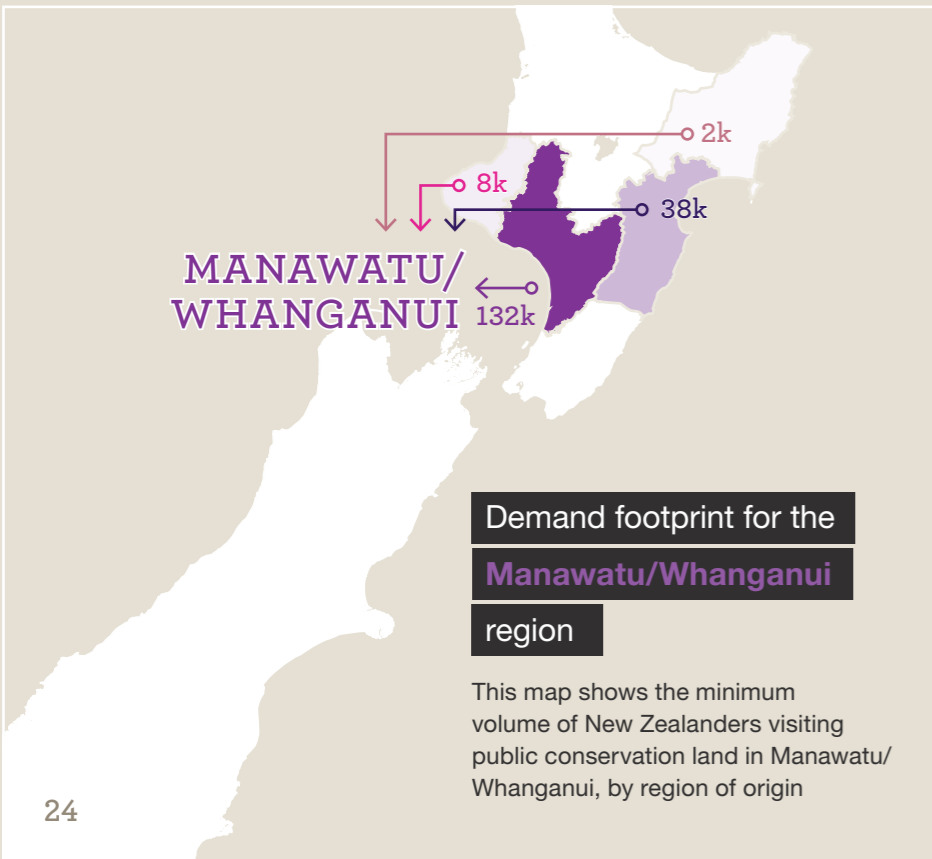 2k
8k
38k
MANAWATU/
WHANGANUI
132k
Demand footprint for the
Manawatu/Whanganui
region
This map shows the minimum
volume of New Zealanders visiting
public conservation land in Manawatu/
Whanganui, by region of origin
24